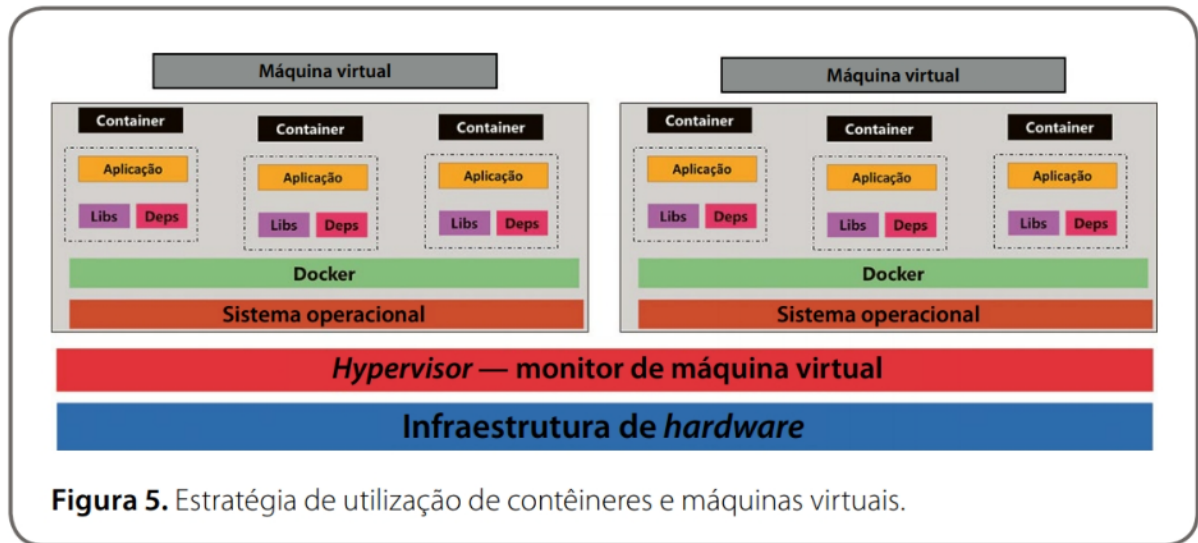 Máquina virtual
Máquina virtual
Container
Container
Container
Aplicação
Aplicação
Aplicação
Libs Deps
Libs Deps
Libs Deps
Docker
Sistema operacional
Container
Container
Container
Aplicação
Aplicação
Aplicação
Libs Deps
Libs Deps
Libs Deps
Docker
Sistema operacional
Hypervisor — monitor de máquina virtual
Infraestrutura de hardware
Figura 5. Estratégia de utilização de contêineres e máquinas virtuais.